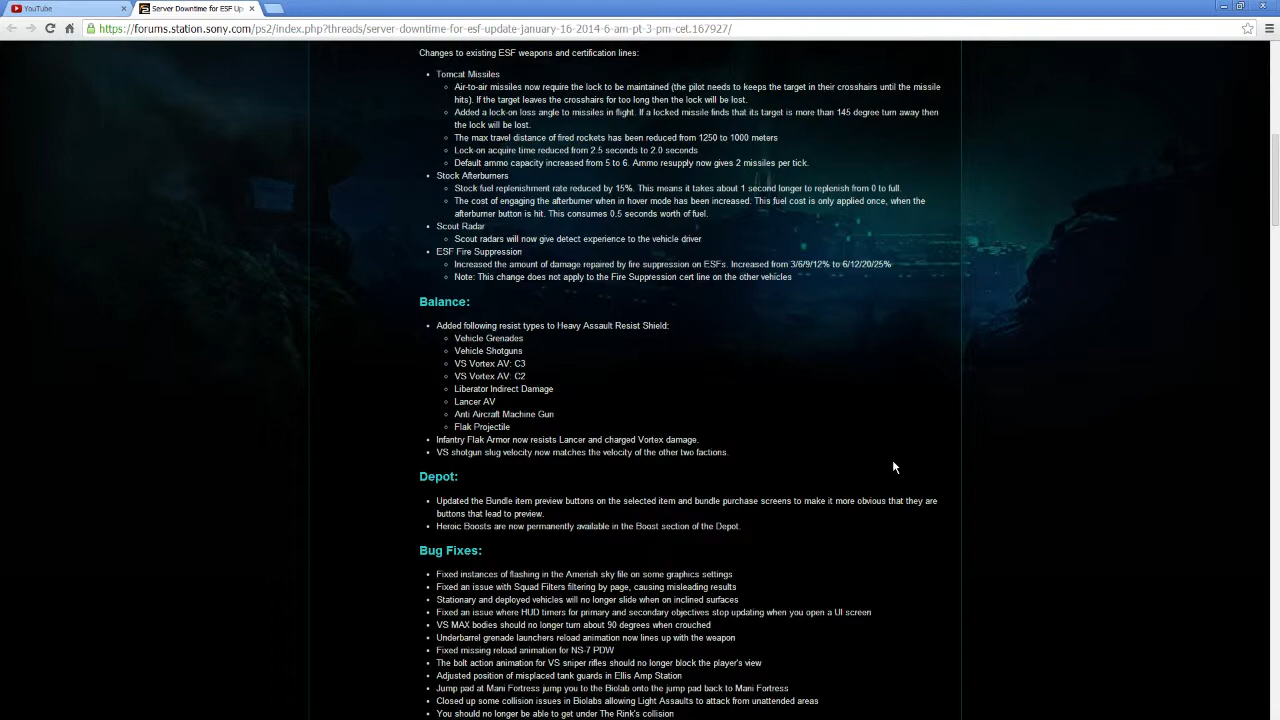 YouTube
Server Downtime for ESF Up
https://forums.station.sony.com/ps2/index.php?threads/server-downtime-for-esf-update-january-16-2014-6-am-pt-3-pm-cet.167927/
Changes to existing ESF weapons and certification lines:
Tomcat Missiles
Air-to-air missiles now require the lock to be maintained (the pilot needs to keeps the target in their crosshairs until the missile
hits). If the target leaves the crosshairs for too long then the lock will be lost.
Added a lock-on loss angle to missiles in flight. If a locked missile finds that its target is more than 145 degree turn away then
the lock will be lost.
The max travel distance of fired rockets has been reduced from 1250 to 1000 meters
Lock-on acquire time reduced from 2.5 seconds to 2.0 seconds
Default ammo capacity increased from 5 to 6. Ammo resupply now gives 2 missiles per tick.
Stock Afterburners
Stock fuel replenishment rate reduced by 15%. This means it takes about 1 second longer to replenish from 0 to full.
The cost of engaging the afterburner when in hover mode has been increased. This fuel cost is only applied once, when the
afterburner button is hit. This consumes 0.5 seconds worth of fuel.
Scout Radar
Scout radars will now give detect experience to the vehicle driver
ESF Fire Suppression
Increased the amount of damage repaired by fire suppression on ESFs. Increased from 3/6/9/12% to 6/12/20/25%
Note: This change does not apply to the Fire Suppression cert line on the other vehicles
Balance:
Added following resist types to Heavy Assault Resist Shield:
Vehicle Grenades
Vehicle Shotguns
VS Vortex AV: C3
VS Vortex AV: C2
Liberator Indirect Damage
Lancer AV
Anti Aircraft Machine Gun
Flak Projectile
Infantry Flak Armor now resists Lancer and charged Vortex damage.
VS shotgun slug velocity now matches the velocity of the other two factions.
Depot:
Updated the Bundle item preview buttons on the selected item and bundle purchase screens to make it more obvious that they are
buttons that lead to preview.
Heroic Boosts are now permanently available in the Boost section of the Depot.
Bug Fixes:
Fixed instances of flashing in the Amerish sky file on some graphics settings
Fixed an issue with Squad Filters filtering by page, causing misleading results
Stationary and deployed vehicles will no longer slide when on inclined surfaces
Fixed an issue where HUD timers for primary and secondary objectives stop updating when you open a UI screen
VS MAX bodies should no longer turn about 90 degrees when crouched
Underbarrel grenade launchers reload animation now lines up with the weapon
Fixed missing reload animation for NS-7 PDW
The bolt action animation for VS sniper rifles should no longer block the player's view
Adjusted position of misplaced tank guards in Ellis Amp Station
Jump pad at Mani Fortress jump you to the Biolab onto the jump pad back to Mani Fortress
Closed up some collision issues in Biolabs allowing Light Assaults to attack from unattended areas
You should no longer be able to get under The Rink's collision